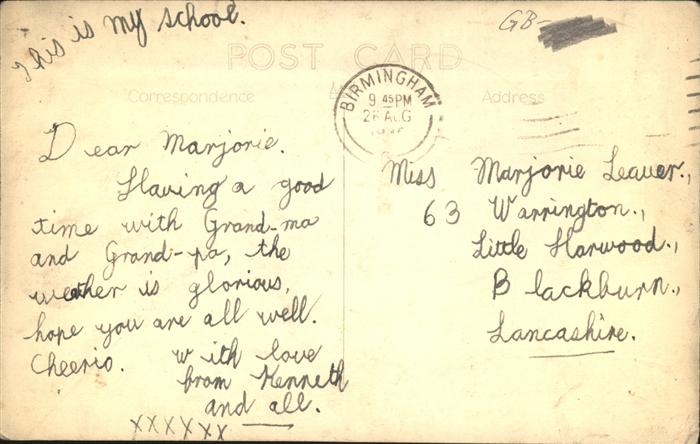 This is my school.
GB-
POST CARD
Correspondence
Address
BIRMINGHAM
9 45PM
26 AUG
Dear Marjorie.
Having a good
time with Grand-ma
and Grand-pa, the
weather is glorious,
hope you are all well.
Cheerio. with love
from Kenneth
and all.
XXXXXX
Miss Marjorie Leaver.,
63 Warrington.,
Little Harwood.,
Blackburn.,
Lancashire.